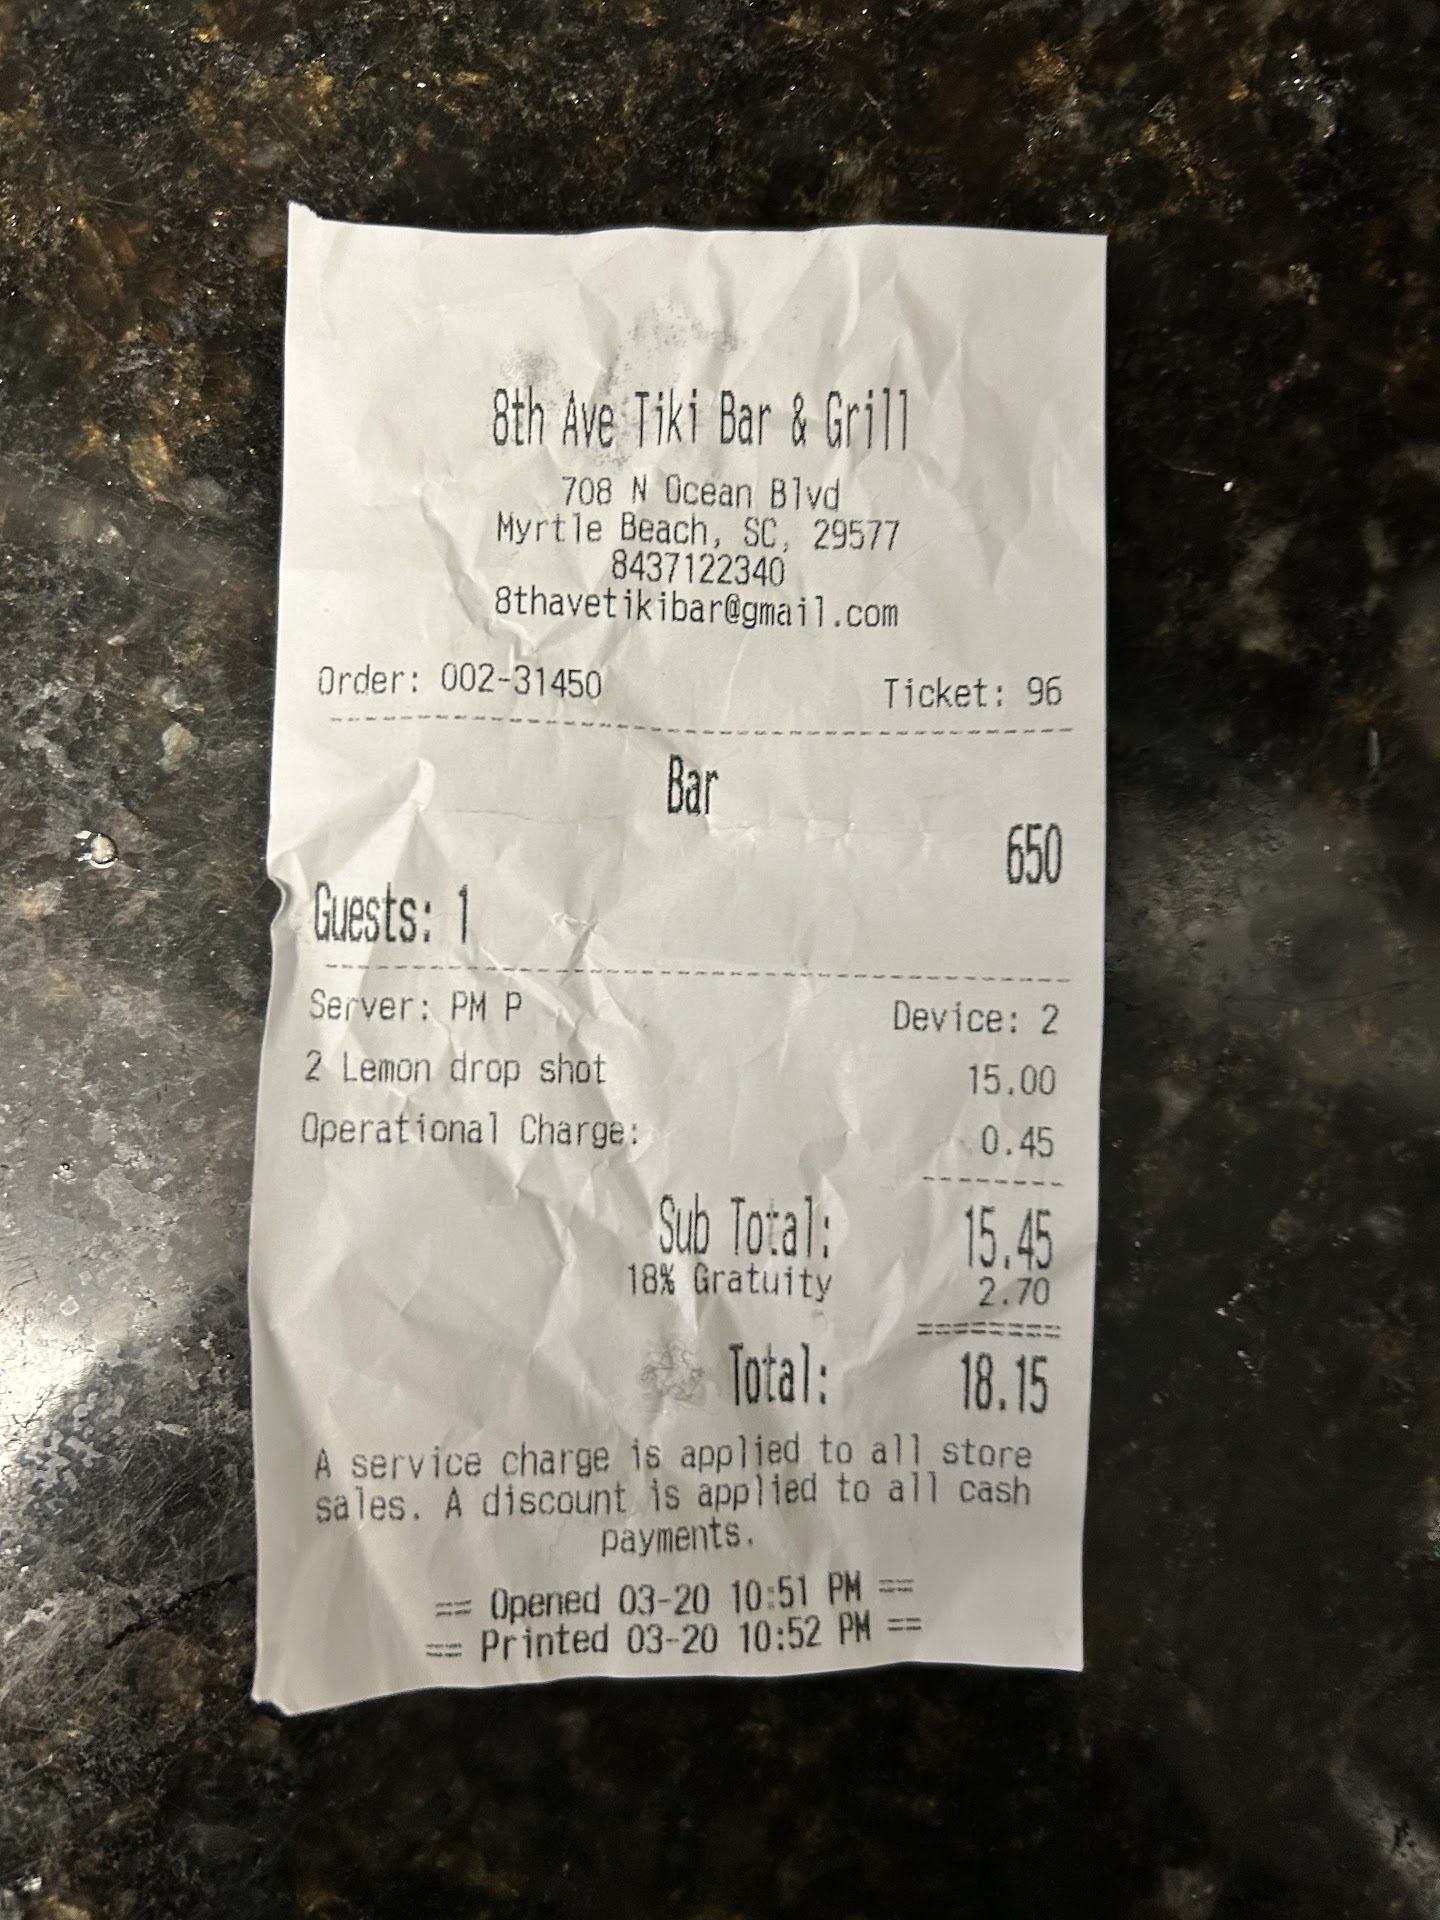 8th Ave Tiki Bar & Grill
708 N Ocean Blvd
Myrtle Beach, SC, 29577
8437122340
8thavetikibar@gmail.com
Order: 002-31450 Ticket: 96
Bar
650
Guests: 1
Server: PM P Device: 2
2 Lemon drop shot 15.00
Operational Charge: 0.45
Sub Total: 15.45
18% Gratuity 2.70
Total: 18.15
A service charge is applied to all store
sales. A discount is applied to all cash
payments.
== Opened 03-20 10:51 PM ==
== Printed 03-20 10:52 PM ==